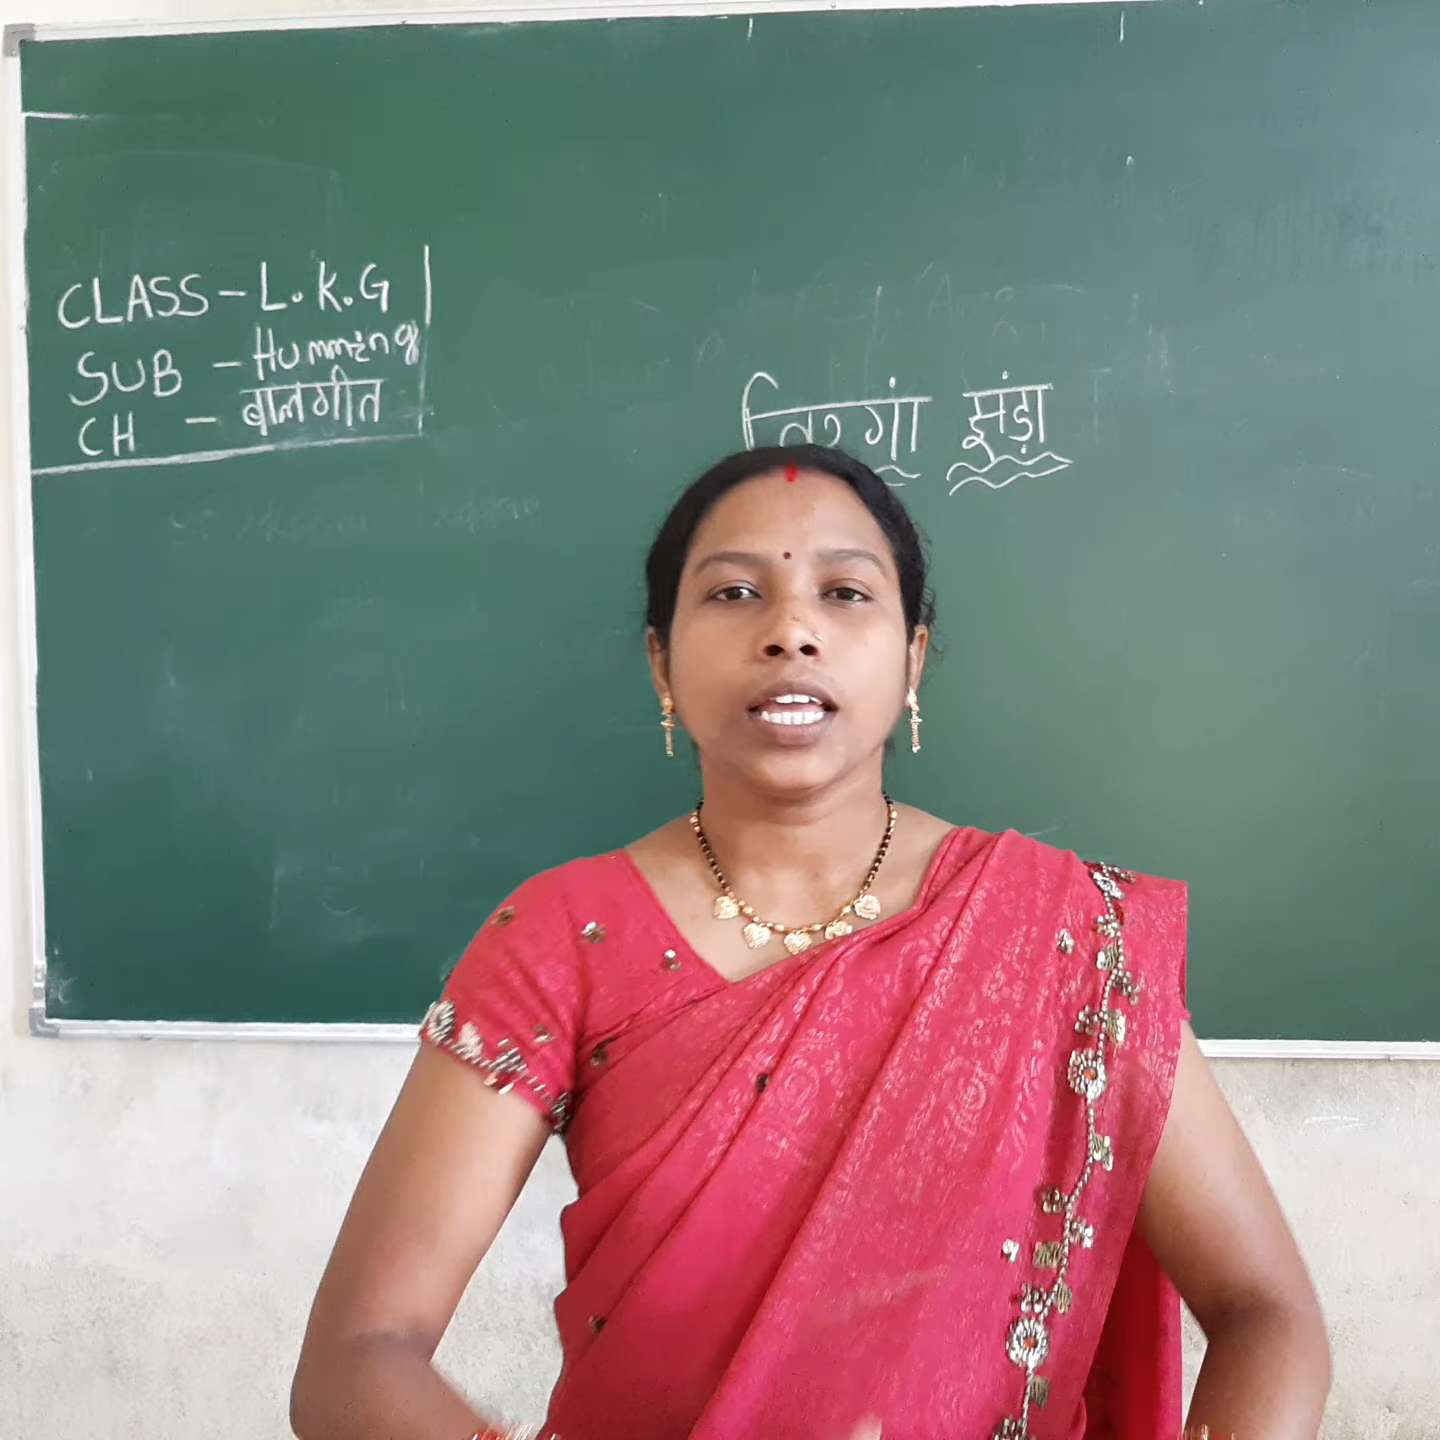 CLASS - L.K.G
SUB - Humming
CH - बालगीत
तिरंगां झंड़ा